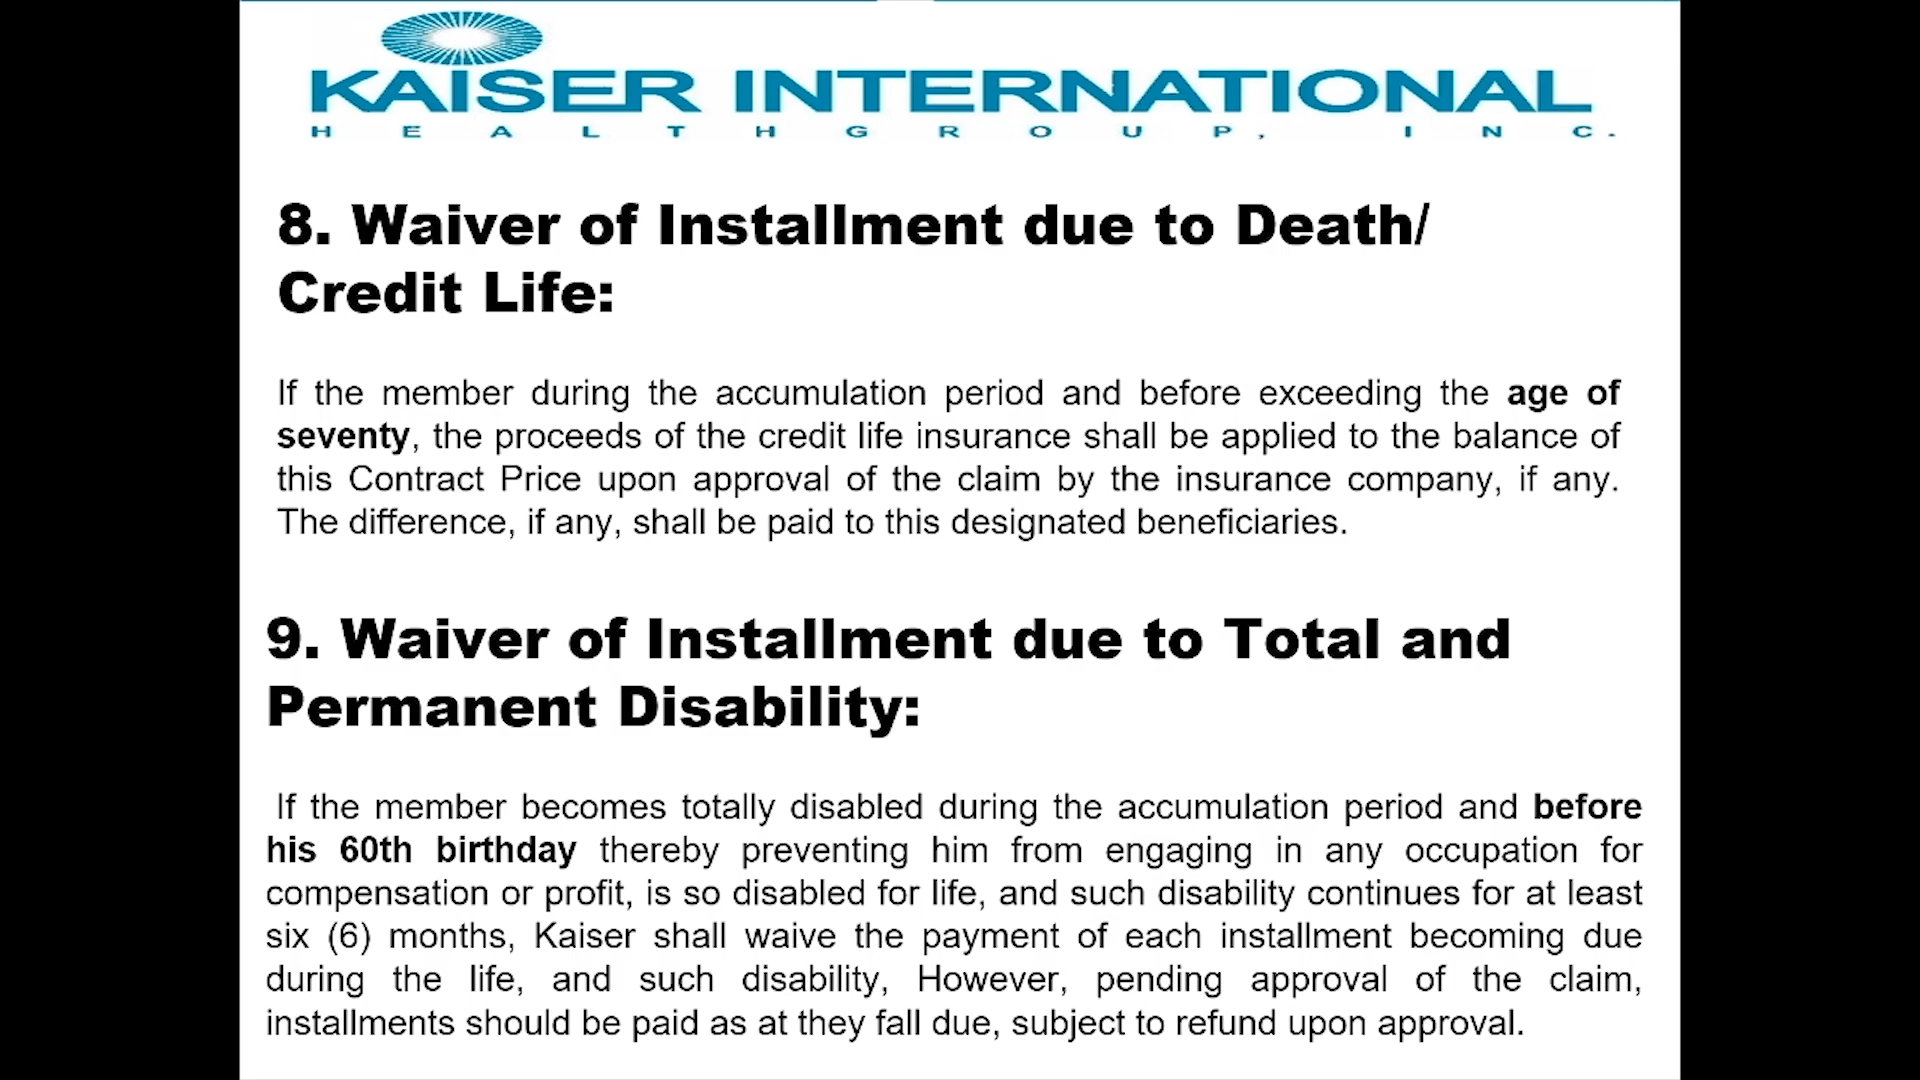 KAISER INTERNATIONAL
HEALTHGROUP, INC.
8. Waiver of Installment due to Death/
Credit Life:
If the member during the accumulation period and before exceeding the age of
seventy, the proceeds of the credit life insurance shall be applied to the balance of
this Contract Price upon approval of the claim by the insurance company, if any.
The difference, if any, shall be paid to this designated beneficiaries.
9. Waiver of Installment due to Total and
Permanent Disability:
If the member becomes totally disabled during the accumulation period and before
his 60th birthday thereby preventing him from engaging in any occupation for
compensation or profit, is so disabled for life, and such disability continues for at least
six (6) months, Kaiser shall waive the payment of each installment becoming due
during the life, and such disability, However, pending approval of the claim,
installments should be paid as at they fall due, subject to refund upon approval.